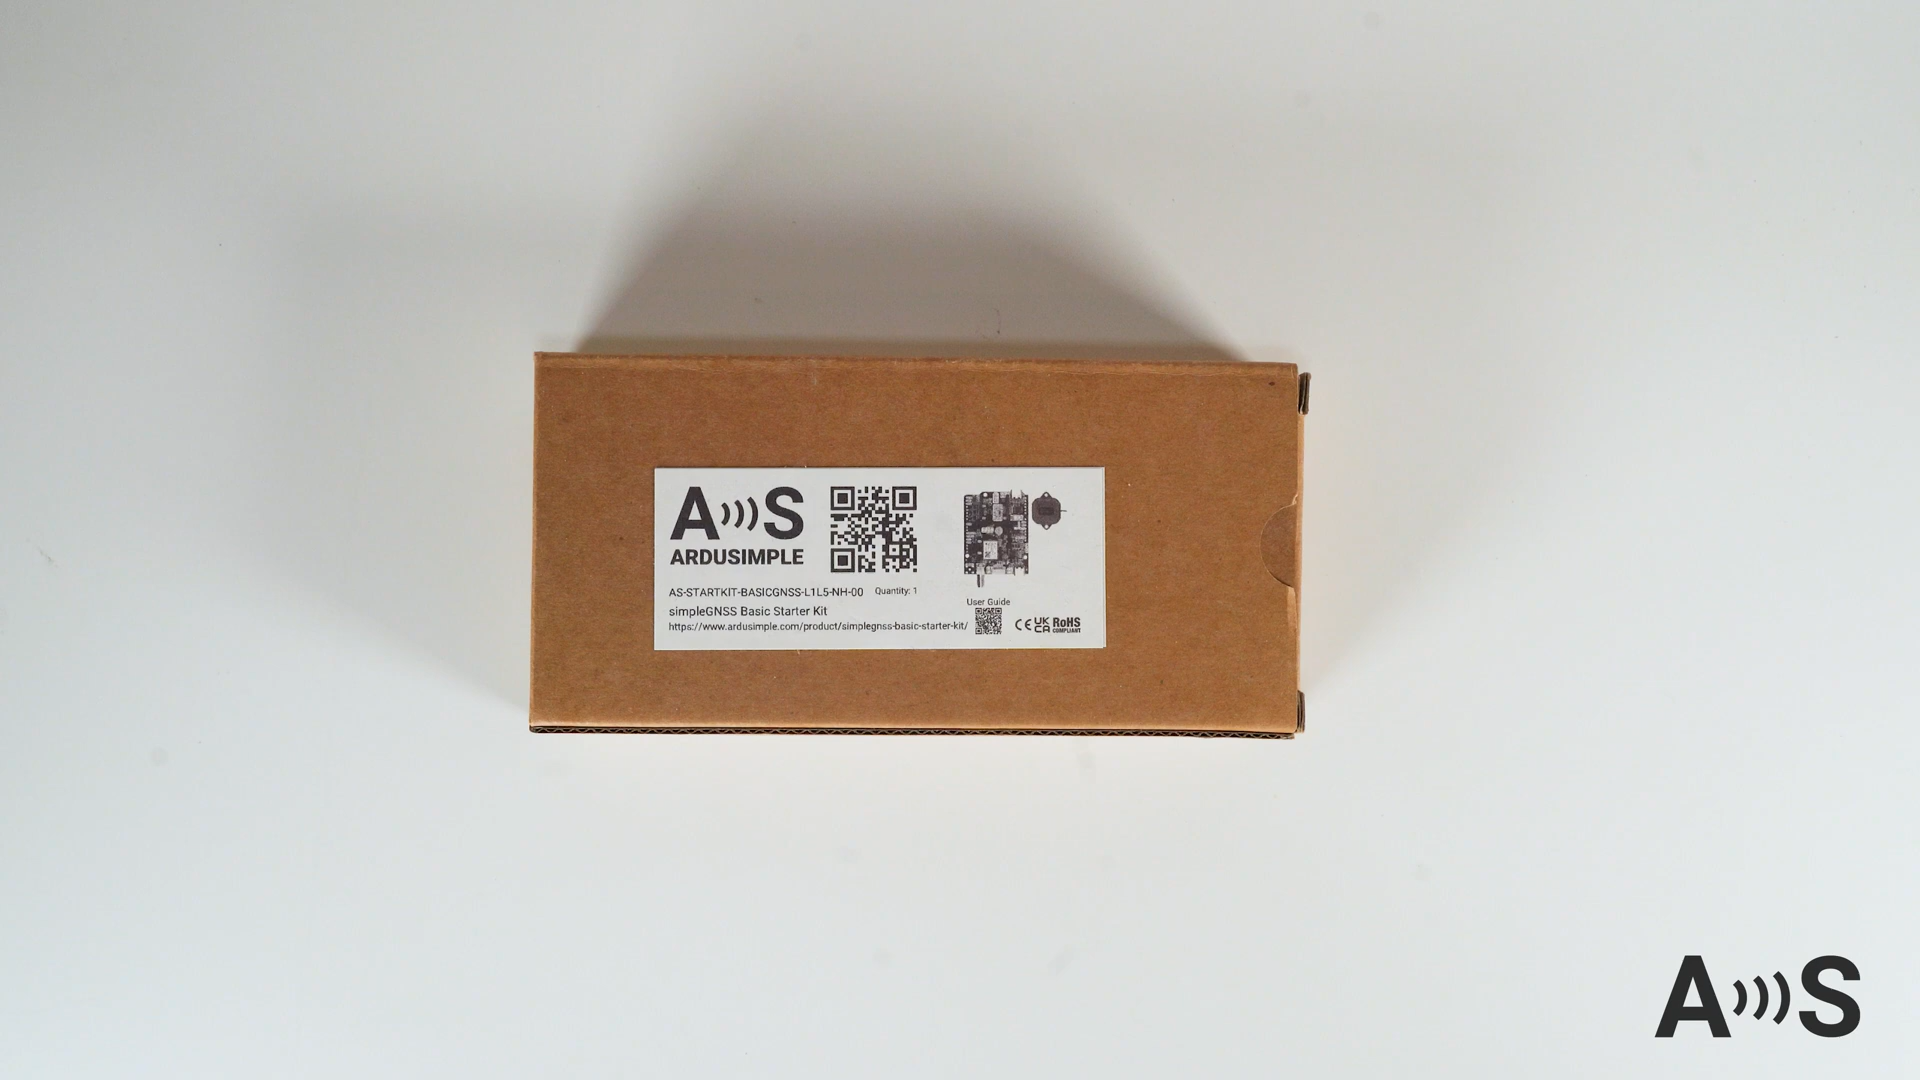 A S
ARDUSIMPLE
AS-STARTKIT-BASICGNSS-L1L5-NH-00 Quantity: 1
simpleGNSS Basic Starter Kit
https://www.ardusimple.com/product/simplegnss-basic-starter-kit/
User Guide
CE UK CA RoHS
COMPLIANT
A S